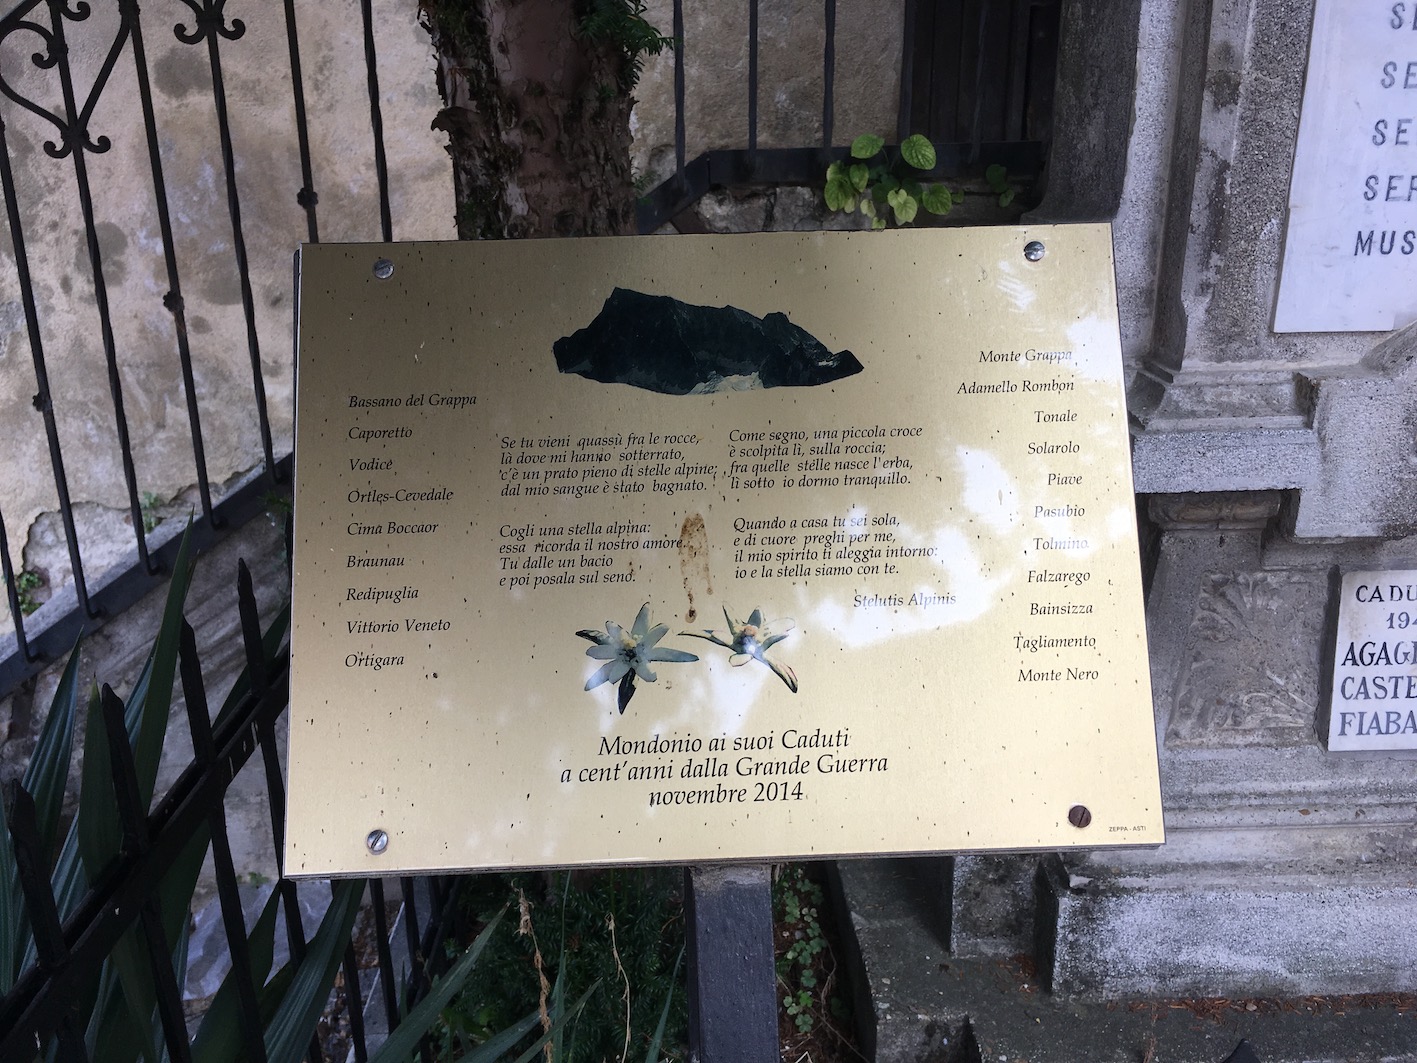 Bassano del Grappa
Caporetto
Vodice
Ortles-Cevedale
Cima Boccaor
Braunau
Redipuglia
Vittorio Veneto
Ortigara
Se tu vieni quassù fra le rocce,
là dove mi hanno sotterrato,
c'è un prato pieno di stelle alpine;
dal mio sangue è stato bagnato.
Cogli una stella alpina:
essa ricorda il nostro amore.
Tu dalle un bacio
e poi posala sul seno.
Come segno, una piccola croce
è scolpita lì, sulla roccia;
fra quelle stelle nasce l'erba,
lì sotto io dormo tranquillo.
Quando a casa tu sei sola,
e di cuore preghi per me,
il mio spirito ti aleggia intorno:
io e la stella siamo con te.
Stelutis Alpinis
Monte Grappa
Adamello Rombon
Tonale
Solarolo
Piave
Pasubio
Tolmino
Falzarego
Bainsizza
Tagliamento
Monte Nero
Mondonio ai suoi Caduti
a cent'anni dalla Grande Guerra
novembre 2014
ZEPPA - ASTI
SE
SE
SER
MUS
CADU
194
AGAG
CASTE
FIABA